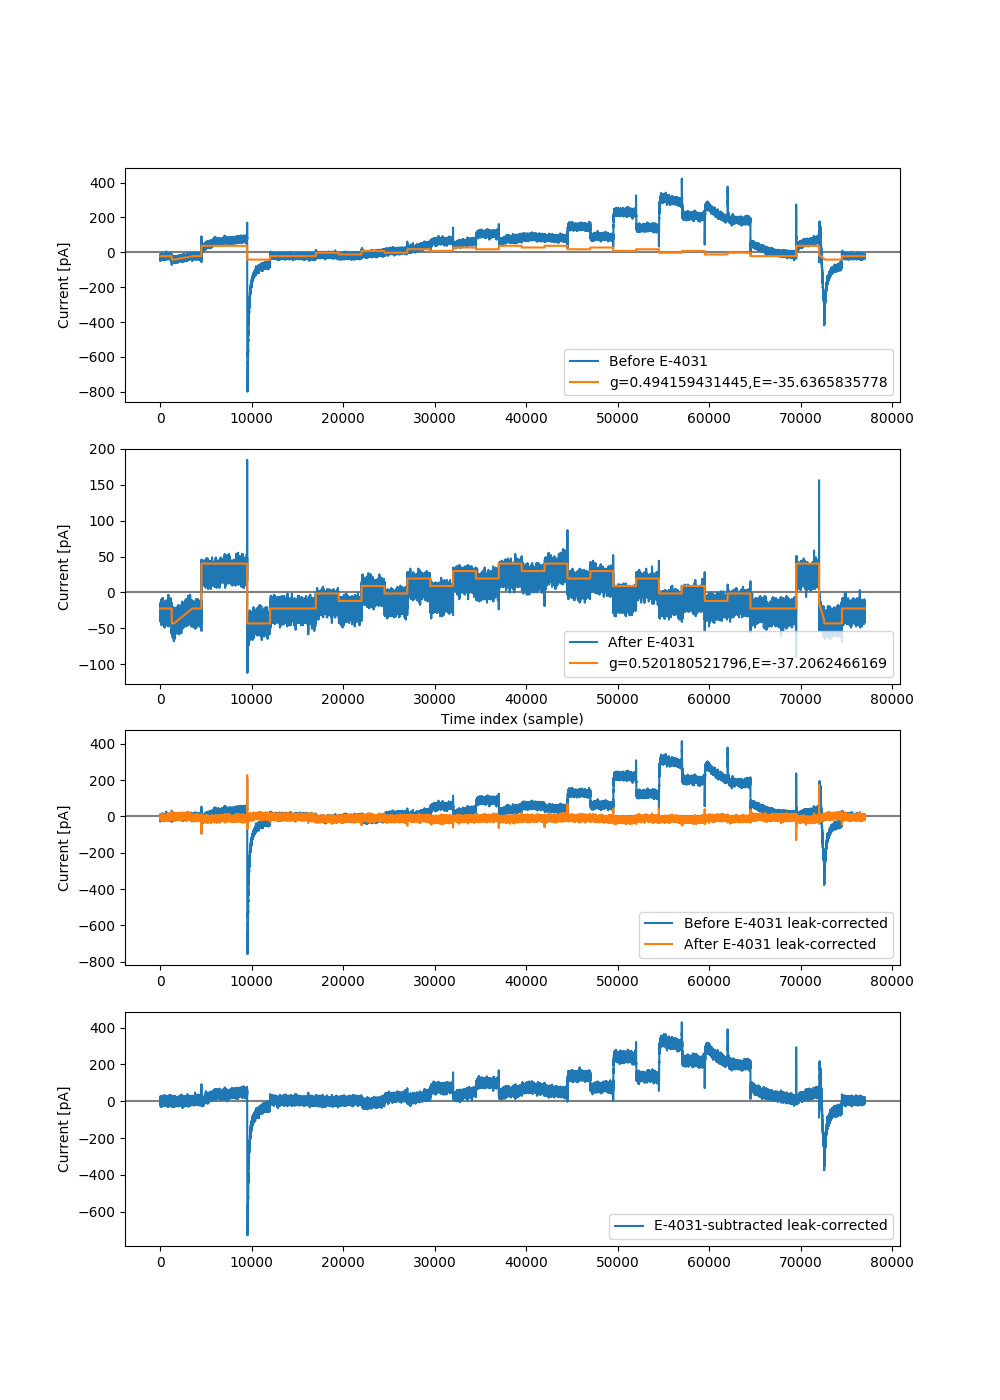 400
200
0
−200
−400
−600
−800
Current [pA]
Before E-4031
g=0.494159431445,E=-35.6365835778
0 10000 20000 30000 40000 50000 60000 70000 80000
200
150
100
50
0
−50
−100
Current [pA]
After E-4031
g=0.520180521796,E=-37.2062466169
0 10000 20000 30000 40000 50000 60000 70000 80000
Time index (sample)
400
200
0
−200
−400
−600
−800
Current [pA]
Before E-4031 leak-corrected
After E-4031 leak-corrected
0 10000 20000 30000 40000 50000 60000 70000 80000
400
200
0
−200
−400
−600
Current [pA]
E-4031-subtracted leak-corrected
0 10000 20000 30000 40000 50000 60000 70000 80000